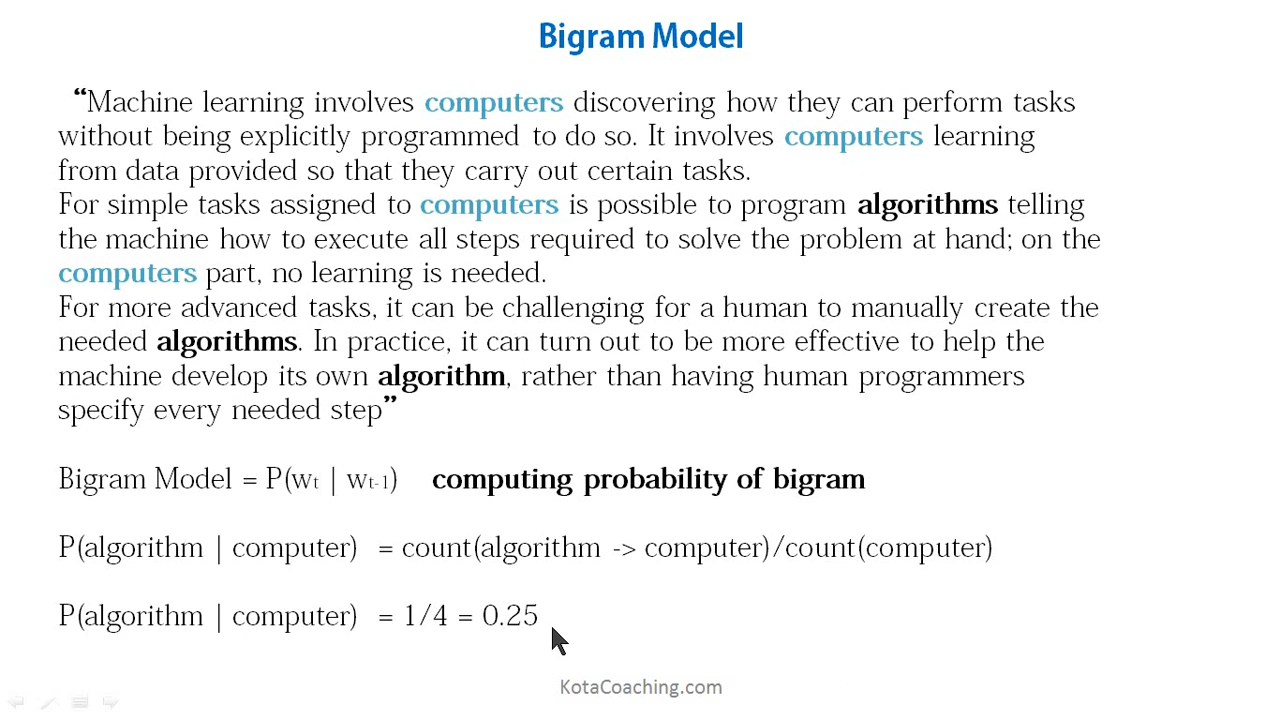 Bigram Model
“Machine learning involves computers discovering how they can perform tasks
without being explicitly programmed to do so. It involves computers learning
from data provided so that they carry out certain tasks.
For simple tasks assigned to computers is possible to program algorithms telling
the machine how to execute all steps required to solve the problem at hand; on the
computers part, no learning is needed.
For more advanced tasks, it can be challenging for a human to manually create the
needed algorithms. In practice, it can turn out to be more effective to help the
machine develop its own algorithm, rather than having human programmers
specify every needed step”
Bigram Model = P(wt | wt-1) computing probability of bigram
P(algorithm | computer) = count(algorithm -> computer)/count(computer)
P(algorithm | computer) = 1/4 = 0.25
KotaCoaching.com